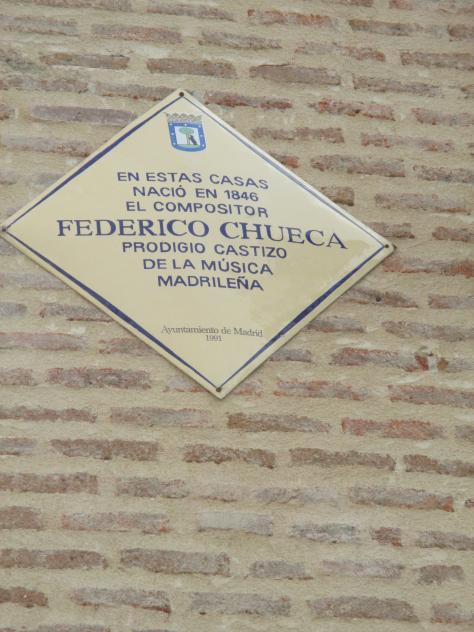 EN ESTAS CASAS
NACIÓ EN 1846
EL COMPOSITOR
FEDERICO CHUECA
PRODIGIO CASTIZO
DE LA MÚSICA
MADRILEÑA
Ayuntamiento de Madrid
1991